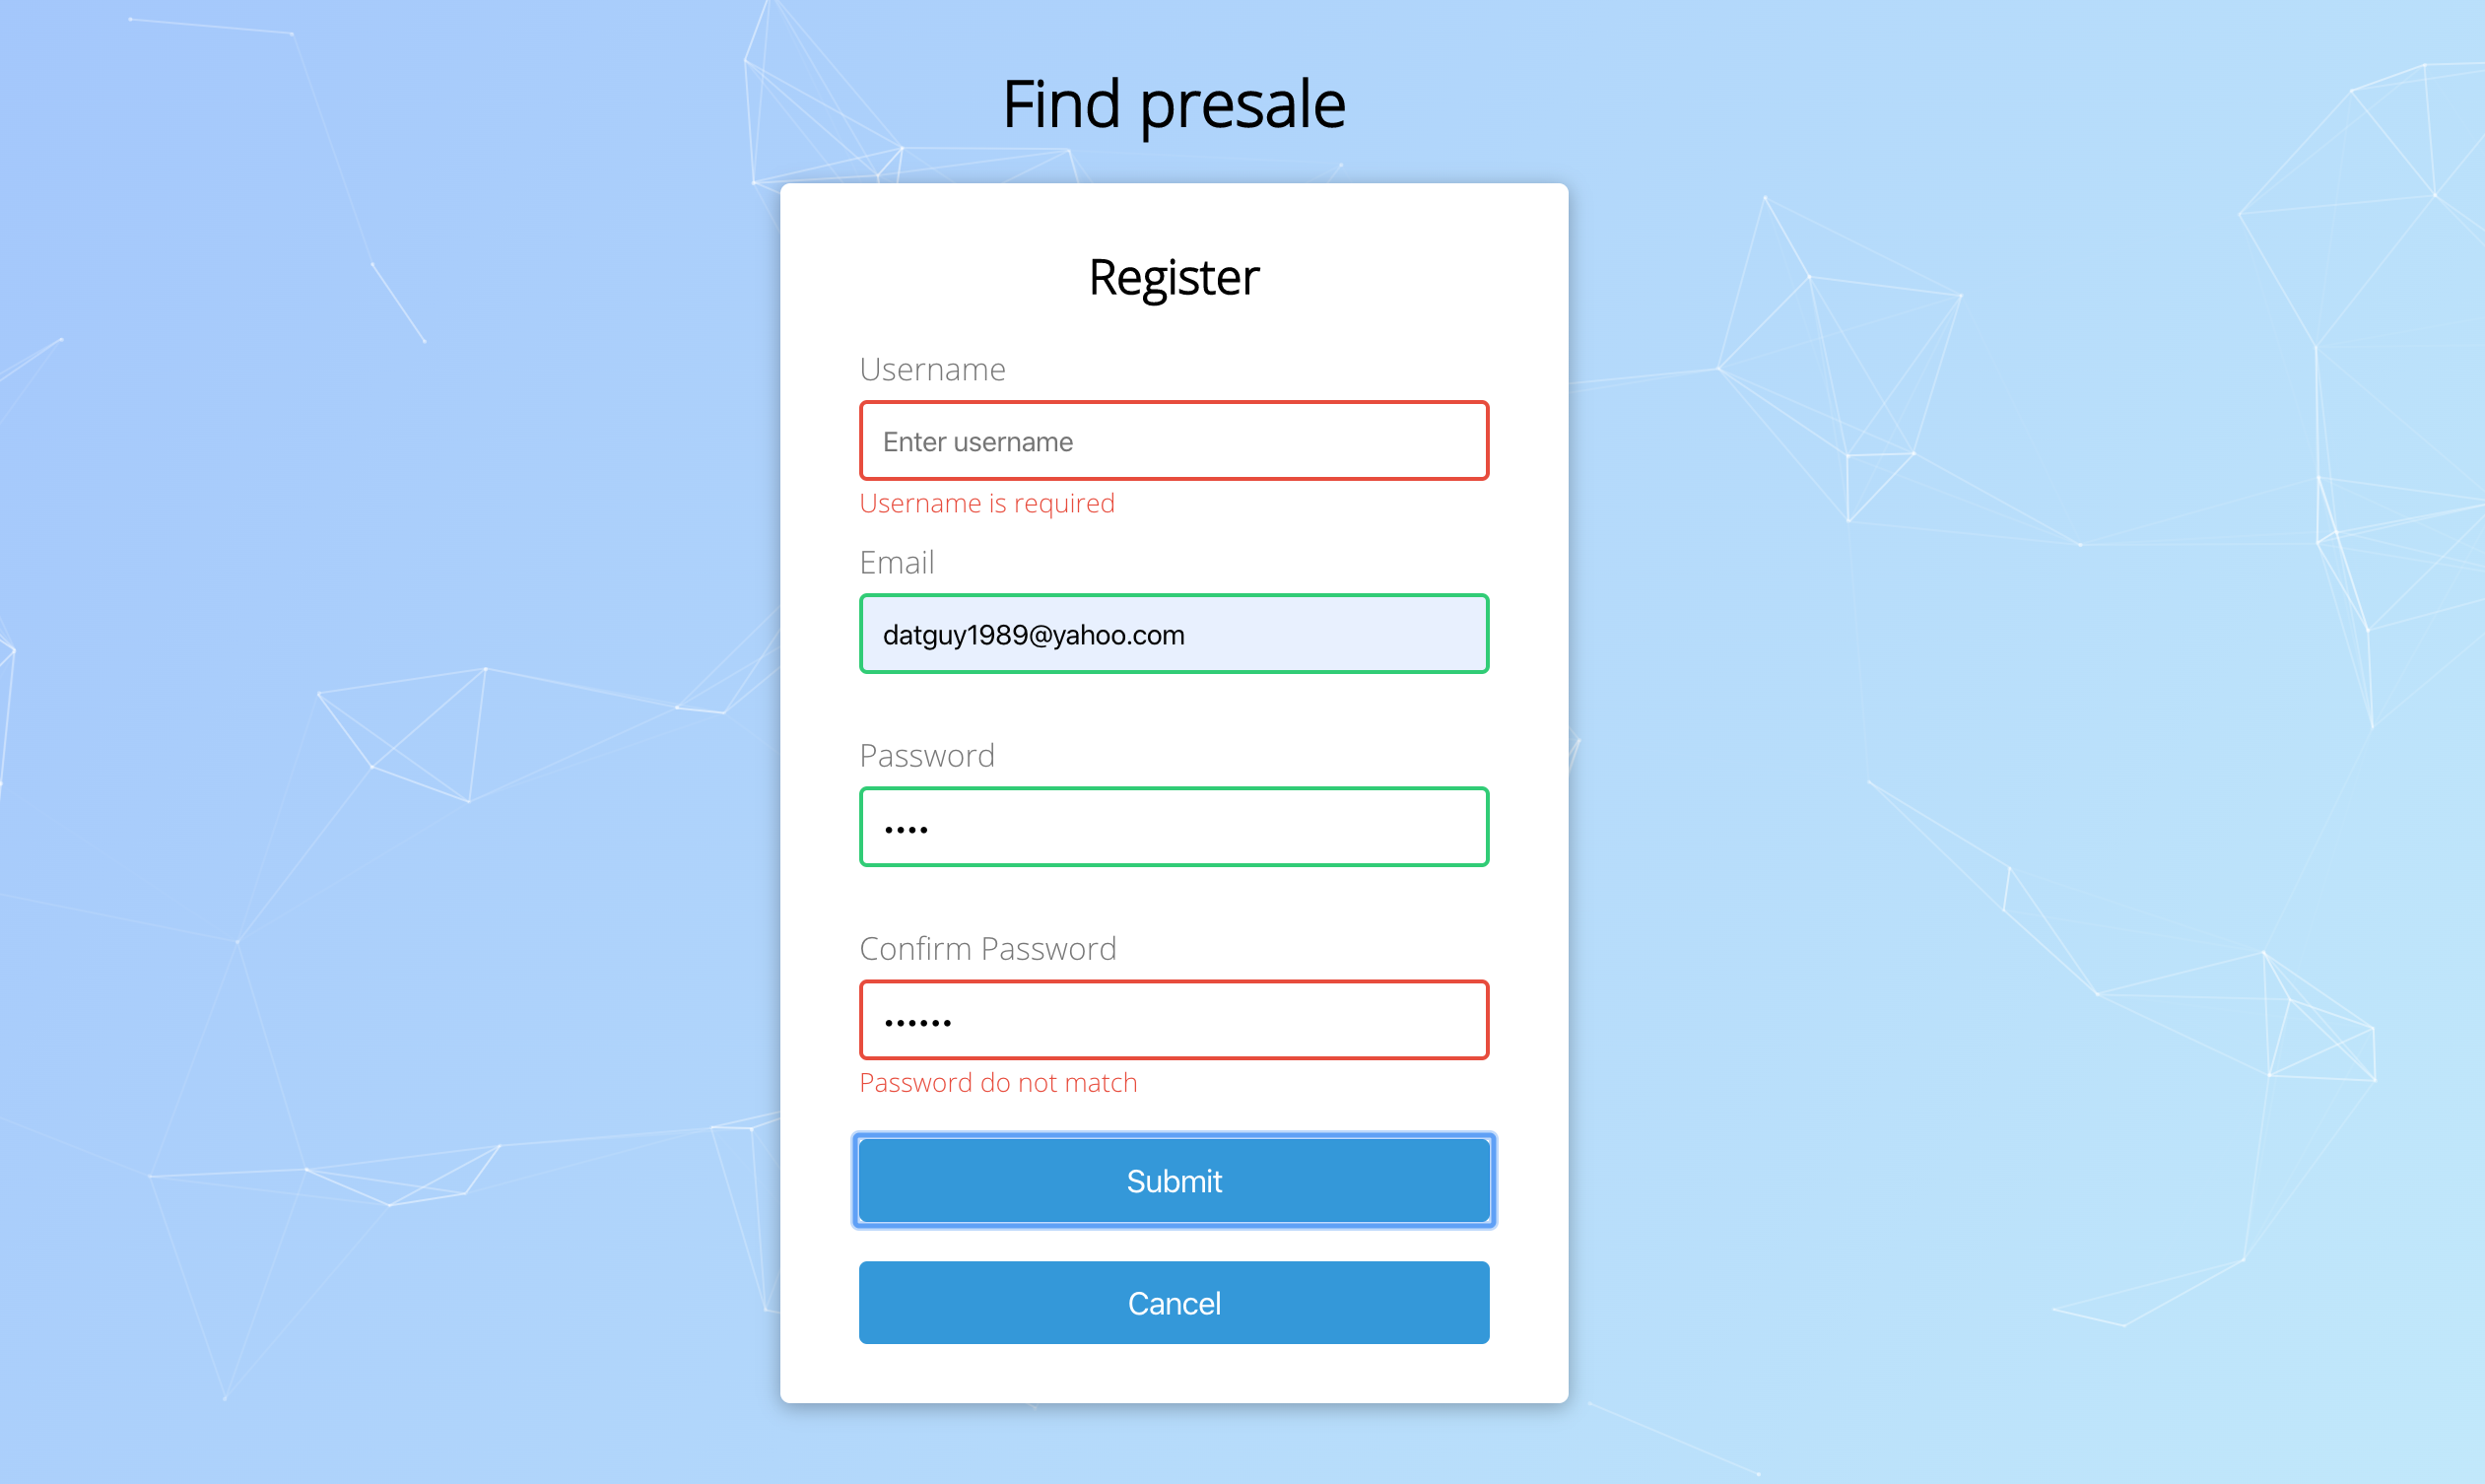 Find presale
Register
Username
Enter username
Username is required
Email
datguy1989@yahoo.com
Password
••••
Confirm Password
••••••
Password do not match
Submit
Cancel